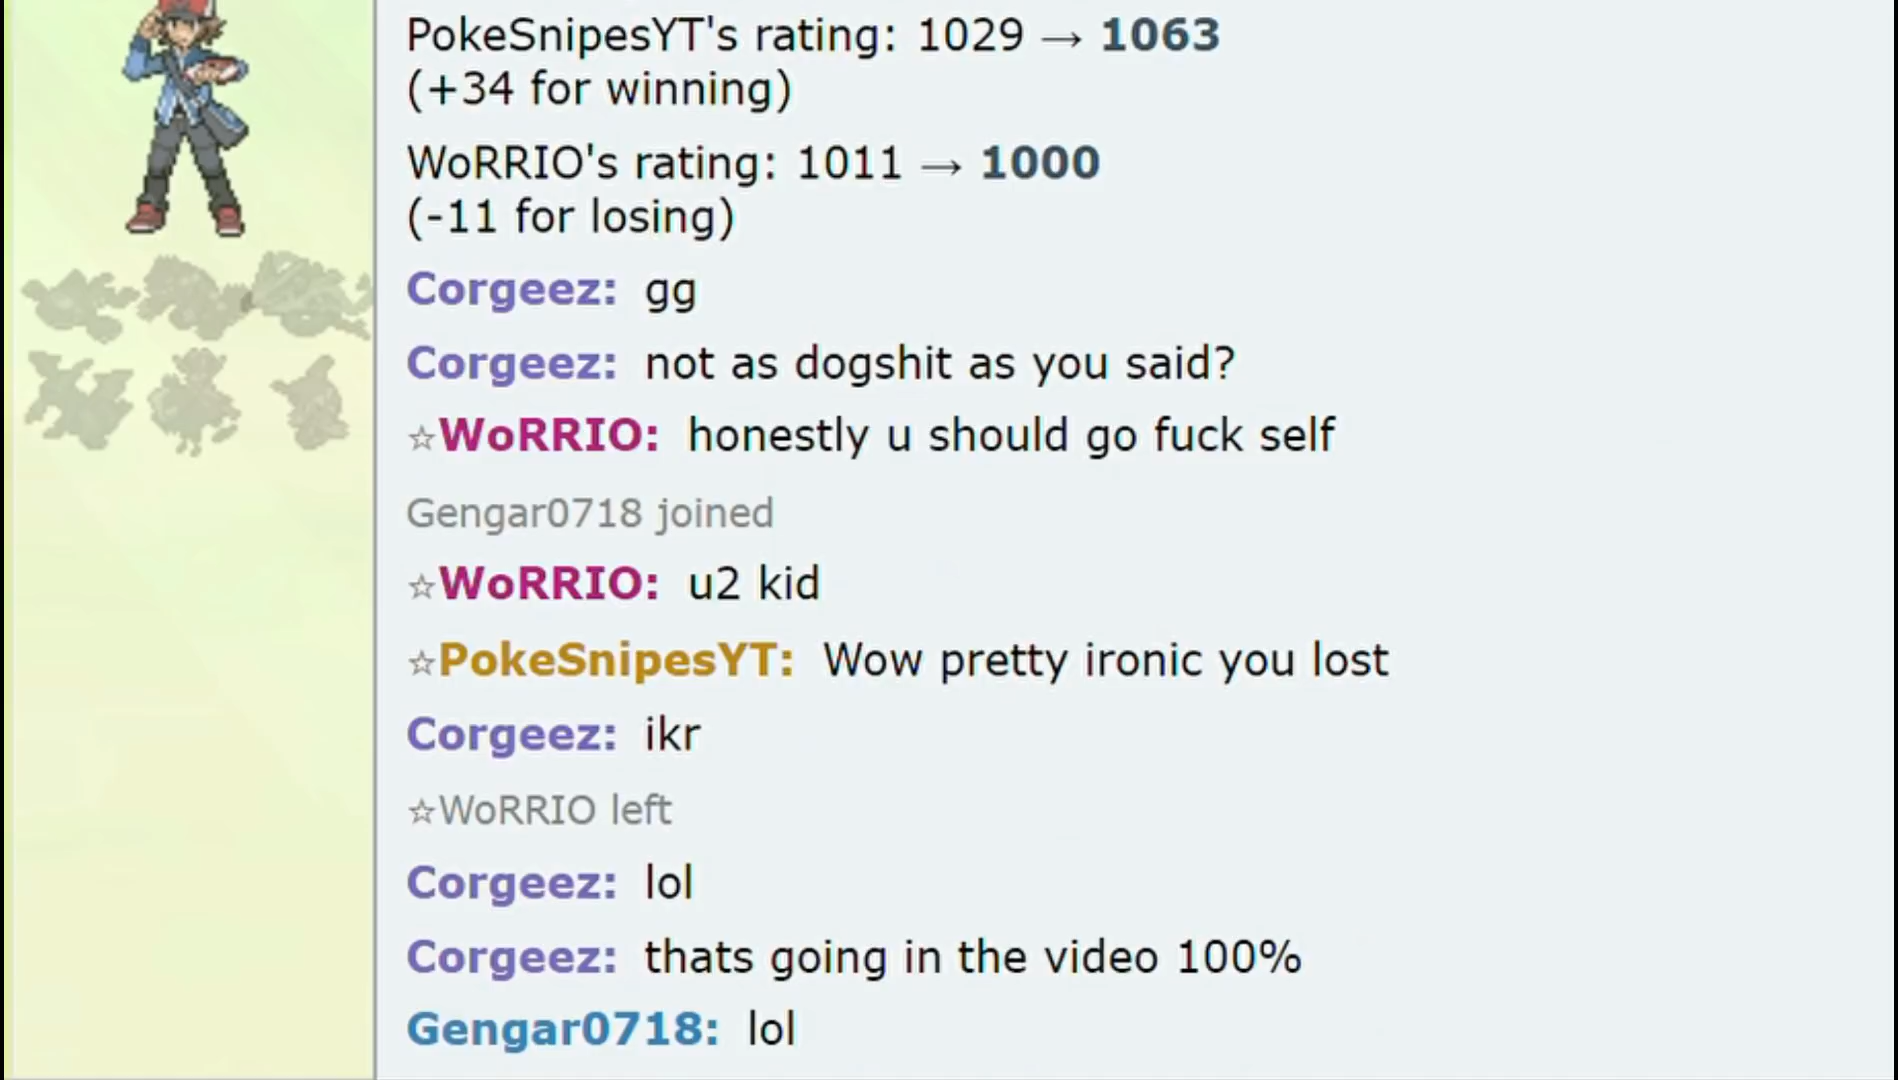 PokeSnipesYT's rating: 1029 → 1063
(+34 for winning)
WoRRIO's rating: 1011 → 1000
(-11 for losing)
Corgeez: gg
Corgeez: not as dogshit as you said?
☆WoRRIO: honestly u should go fuck self
Gengar0718 joined
☆WoRRIO: u2 kid
☆PokeSnipesYT: Wow pretty ironic you lost
Corgeez: ikr
☆WoRRIO left
Corgeez: lol
Corgeez: thats going in the video 100%
Gengar0718: lol